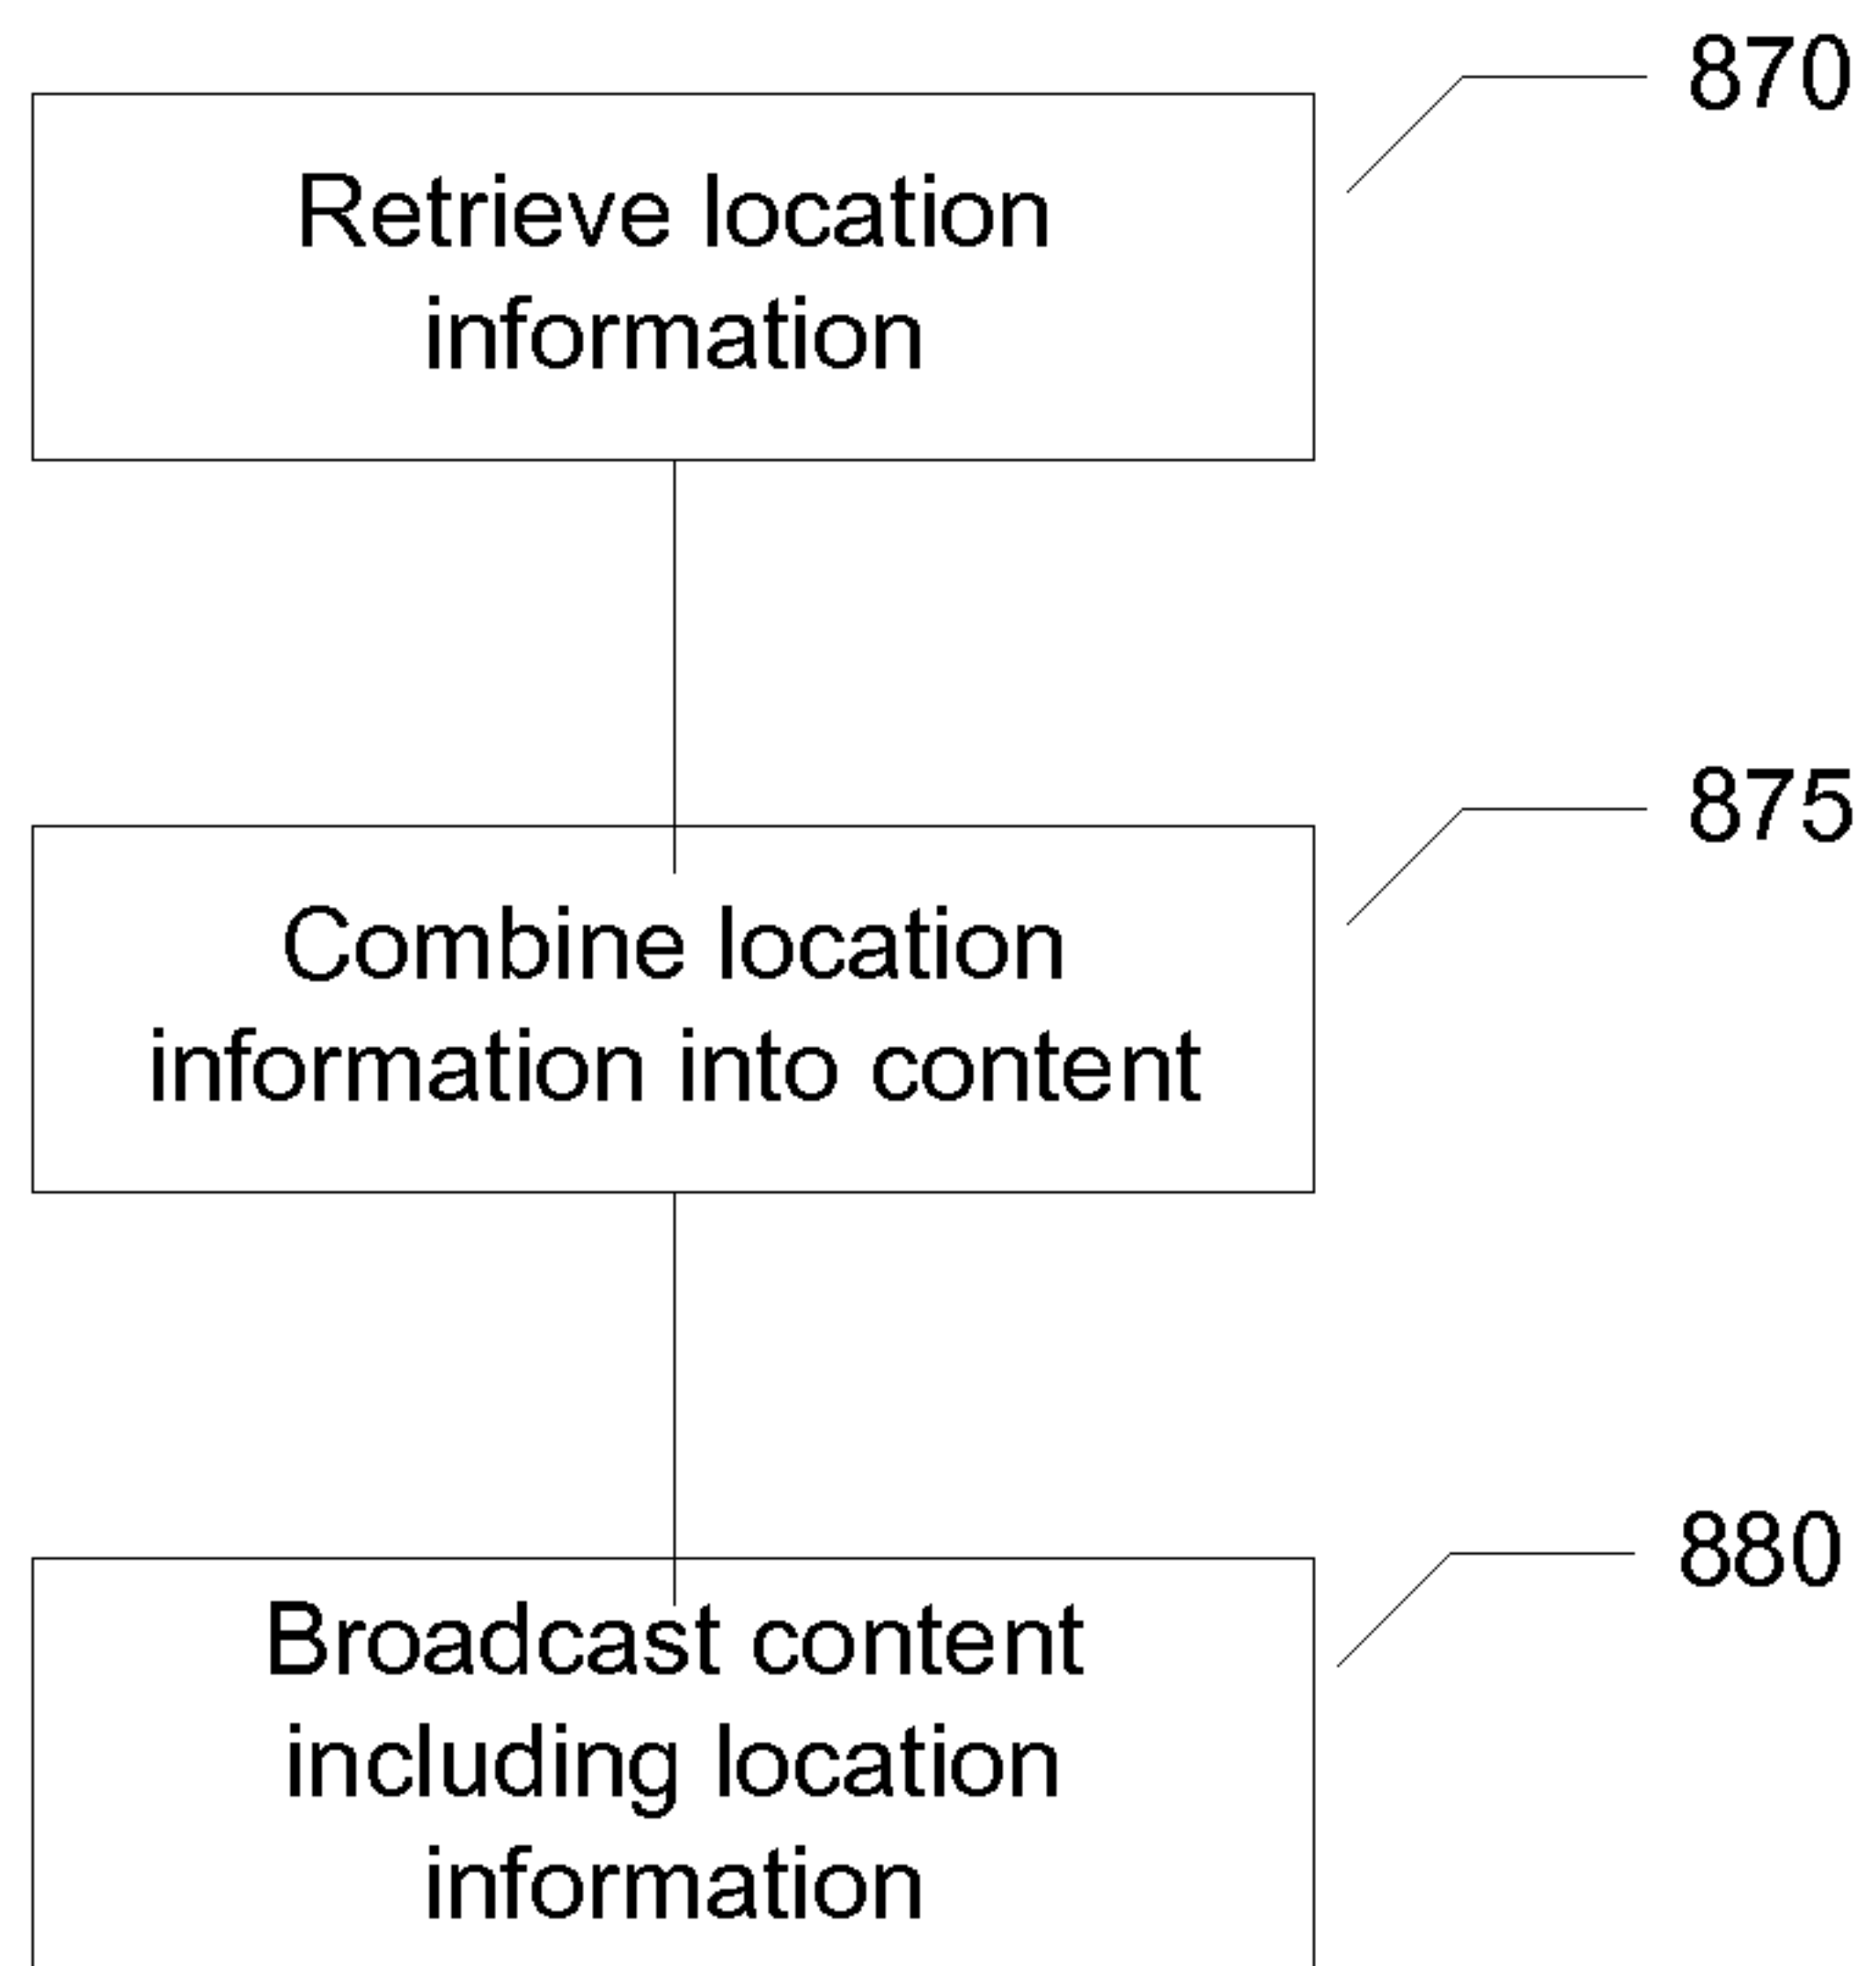 870
Retrieve location
information
875
Combine location
information into content
880
Broadcast content
including location
information